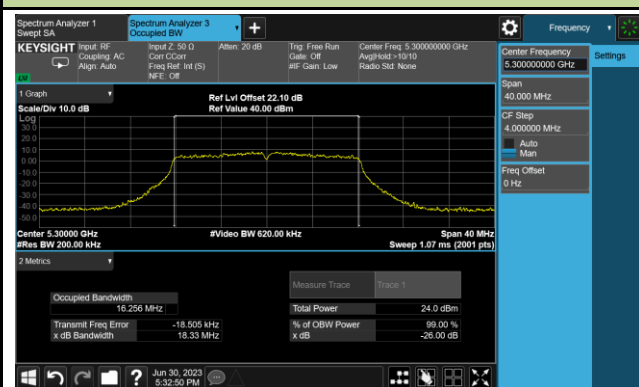 Spectrum Analyzer 1
Swept SA
Spectrum Analyzer 3
Occupied BW
+
Frequency
KEYSIGHT
Input: RF
Coupling: AC
Align: Auto
Input Z: 50 Ω
Corr CCorr
Freq Ref: Int (S)
NFE: Off
Atten: 20 dB
Trig: Free Run
Gate: Off
#IF Gain: Low
Center Freq: 5.300000000 GHz
Avg|Hold:>10/10
Radio Std: None
LW
Center Frequency
5.300000000 GHz
Settings
Span
40.000 MHz
CF Step
4.000000 MHz
Auto
Man
Freq Offset
0 Hz
1 Graph
Scale/Div 10.0 dB
Ref Lvl Offset 22.10 dB
Ref Value 40.00 dBm
Log
30.0
20.0
10.0
0.00
-10.0
-20.0
-30.0
-40.0
-50.0
Center 5.30000 GHz
#Res BW 200.00 kHz
#Video BW 620.00 kHz
Span 40 MHz
Sweep 1.07 ms (2001 pts)
2 Metrics
Measure Trace
Trace 1
Occupied Bandwidth
16.256 MHz
Total Power
24.0 dBm
Transmit Freq Error
-18.505 kHz
% of OBW Power
99.00 %
x dB Bandwidth
18.33 MHz
x dB
-26.00 dB
?
Jun 30, 2023
5:32:50 PM